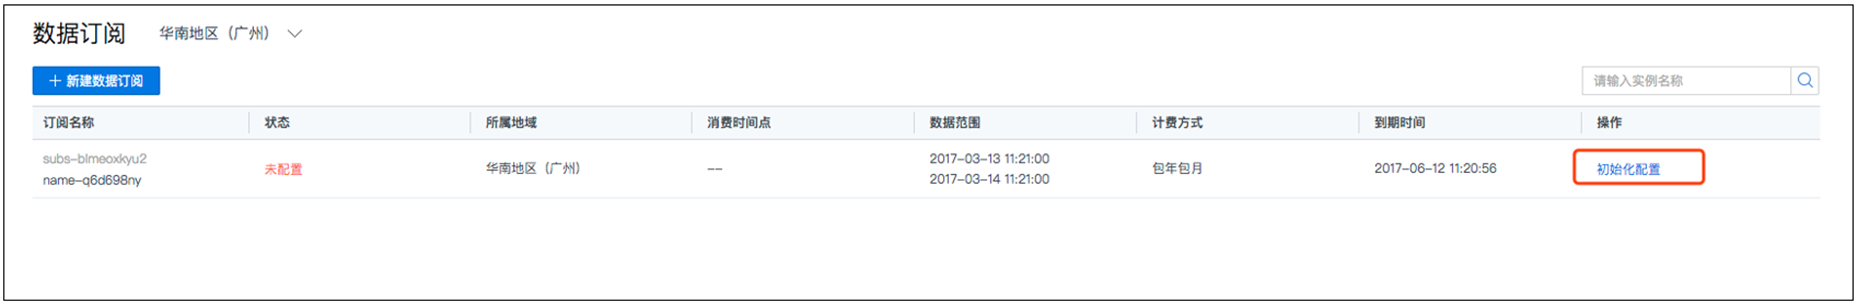 数据订阅 华南地区（广州）
+ 新建数据订阅 请输入实例名称
订阅名称 状态 所属地域 消费时间点 数据范围 计费方式 到期时间 操作
subs-blmeoxkyu2 2017-03-13 11:21:00
未配置 华南地区（广州） -- 包年包月 2017-06-12 11:20:56 初始化配置
name-q6d698ny 2017-03-14 11:21:00